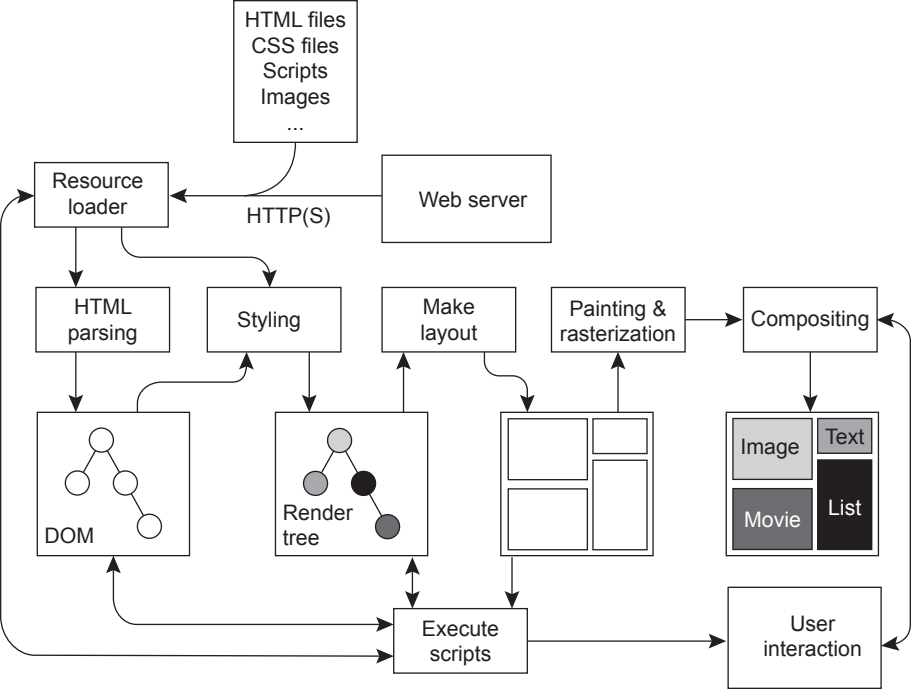 HTML files
CSS files
Scripts
Images
...
Resource
loader
HTTP(S)
Web server
HTML
parsing
Styling
Make
layout
Painting &
rasterization
Compositing
DOM
Render
tree
Image
Text
Movie
List
Execute
scripts
User
interaction